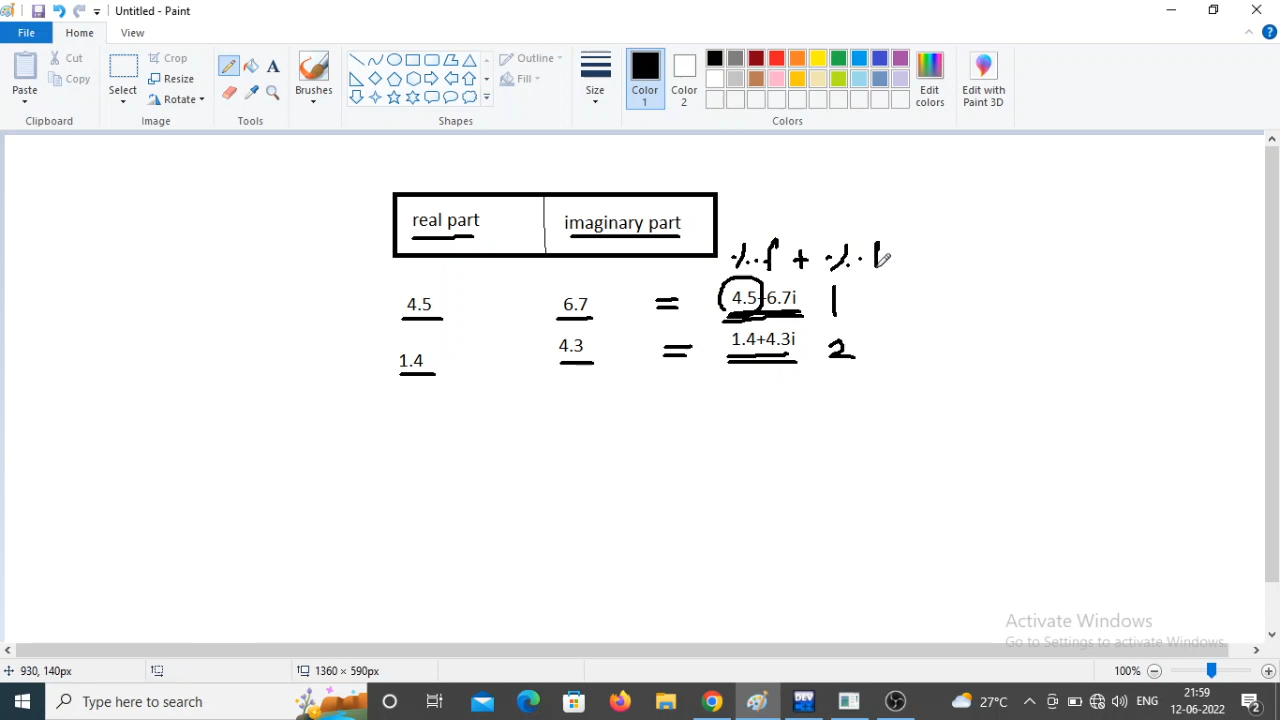 Untitled - Paint
File Home View
Paste Cut Copy Select Crop Resize Rotate Brushes Outline Fill Size Color 1 Color 2 Edit colors Edit with Paint 3D
Clipboard Image Tools Shapes Colors
real part imaginary part
4.5 6.7 = 4.5+6.7i 1
1.4 4.3 = 1.4+4.3i 2
Activate Windows
Go to Settings to activate Windows.
930, 140px 1360 × 590px 100%
Type here to search DEV 27°C ENG 21:59 12-06-2022 2